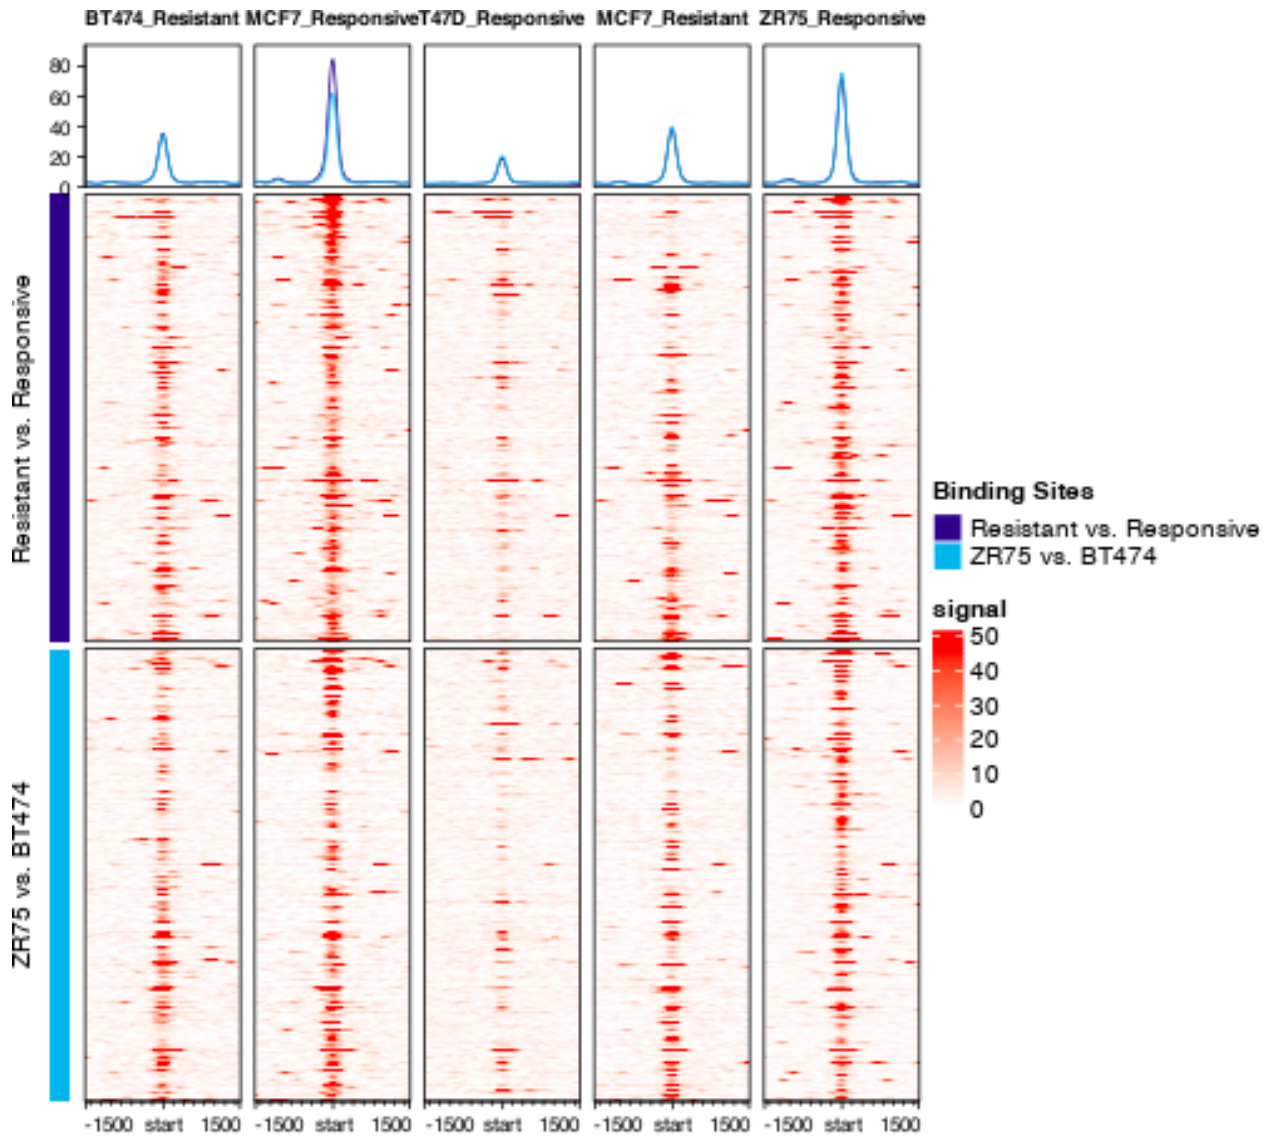 BT474_Resistant MCF7_Responsive T47D_Responsive MCF7_Resistant ZR75_Responsive
80
60
40
20
0
Resistant vs. Responsive
ZR75 vs. BT474
Binding Sites
Resistant vs. Responsive
ZR75 vs. BT474
signal
50
40
30
20
10
0
-1500 start 1500 -1500 start 1500 -1500 start 1500 -1500 start 1500 -1500 start 1500